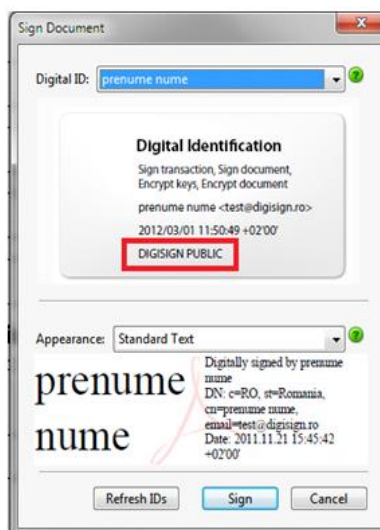 Sign Document
Digital ID: prenume nume
Digital Identification
Sign transaction, Sign document,
Encrypt keys, Encrypt document
prenume nume <test@digisign.ro>
2012/03/01 11:50:49 +02'00'
DIGISIGN PUBLIC
Appearance: Standard Text
prenume
nume
Digitally signed by prenume
nume
DN: c=RO, st=Romania,
cn=prenume nume,
email=test@digisign.ro
Date: 2011.11.21 15:45:42
+02'00'
Refresh IDs Sign Cancel